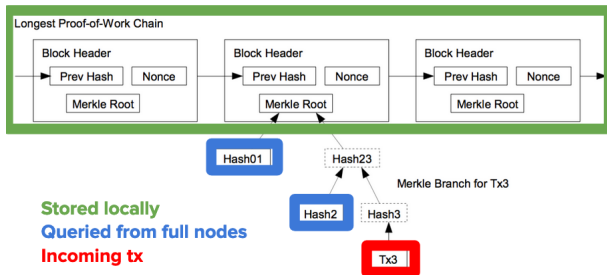 Longest Proof-of-Work Chain
Block Header
Block Header
Block Header
Prev Hash
Nonce
Prev Hash
Nonce
Prev Hash
Nonce
Merkle Root
Merkle Root
Merkle Root
Hash01
Hash23
Merkle Branch for Tx3
Stored locally
Hash2
Hash3
Queried from full nodes
Incoming tx
Tx3